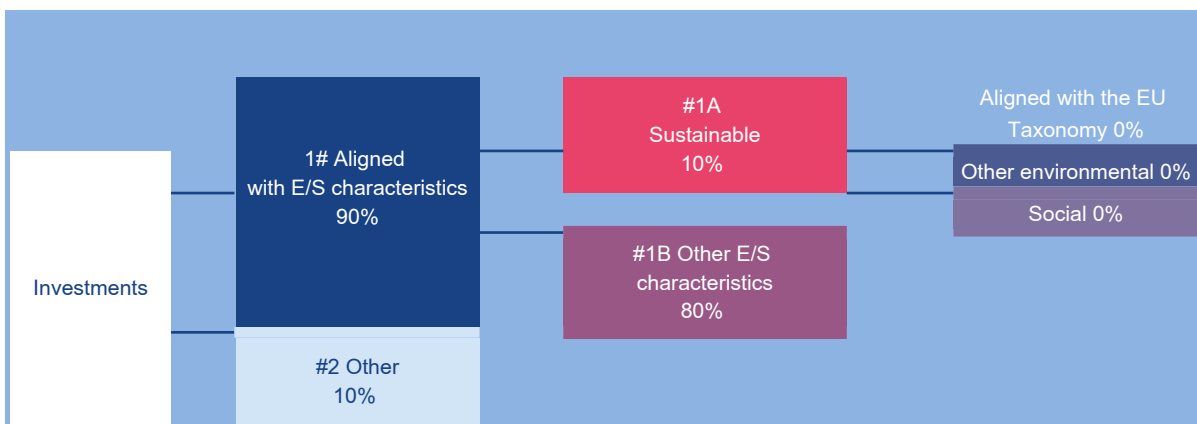 Investments
1# Aligned
with E/S characteristics
90%
#2 Other
10%
#1A
Sustainable
10%
#1B Other E/S
characteristics
80%
Aligned with the EU
Taxonomy 0%
Other environmental 0%
Social 0%